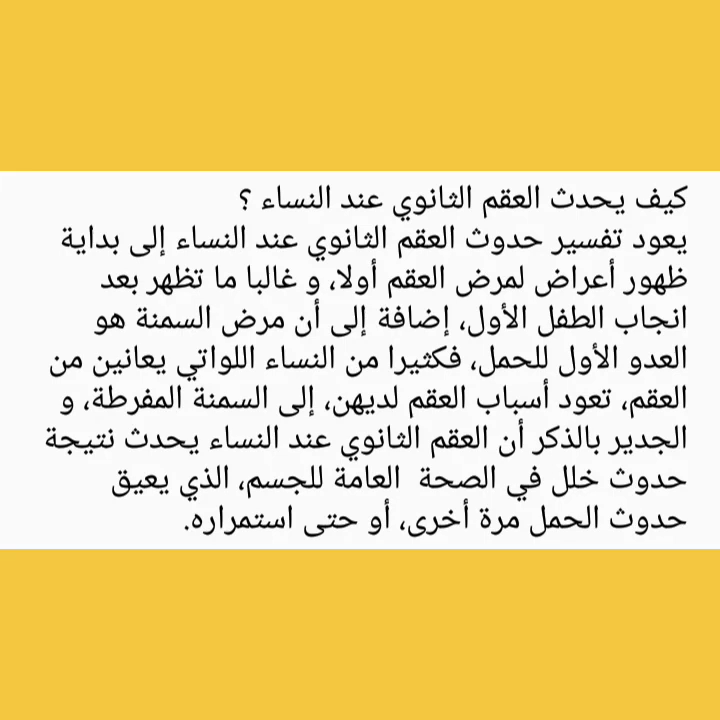 كيف يحدث العقم الثانوي عند النساء ؟
يعود تفسير حدوث العقم الثانوي عند النساء إلى بداية
ظهور أعراض لمرض العقم أولا، و غالبا ما تظهر بعد
انجاب الطفل الأول، إضافة إلى أن مرض السمنة هو
العدو الأول للحمل، فكثيرا من النساء اللواتي يعانين من
العقم، تعود أسباب العقم لديهن، إلى السمنة المفرطة، و
الجدير بالذكر أن العقم الثانوي عند النساء يحدث نتيجة
حدوث خلل في الصحة  العامة للجسم، الذي يعيق
حدوث الحمل مرة أخرى، أو حتى استمراره.